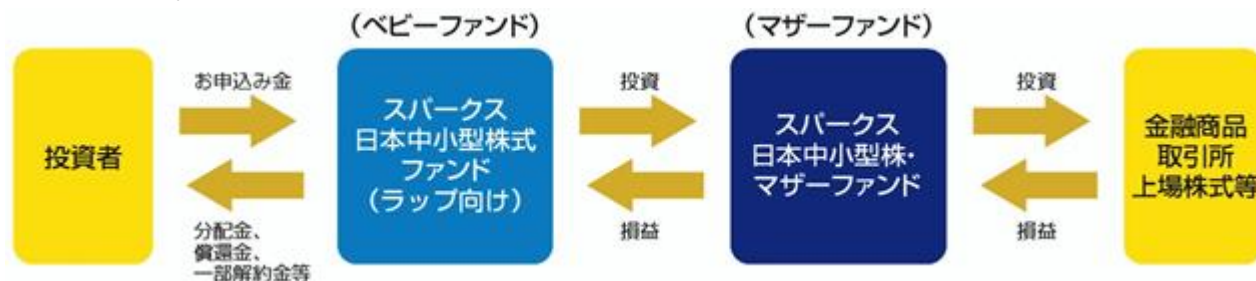 (ベビーファンド)
(マザーファンド)
投資者
お申込み金
分配金、
償還金、
一部解約金等
スパークス
日本中小型株式
ファンド
(ラップ向け)
投資
損益
スパークス
日本中小型株・
マザーファンド
投資
損益
金融商品
取引所
上場株式等